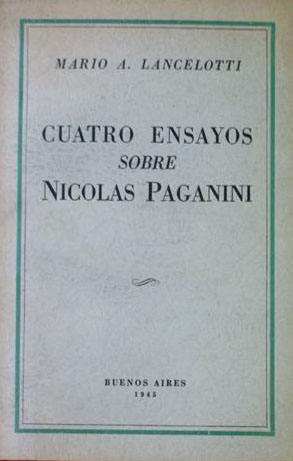 MARIO A. LANCELOTTI
CUATRO ENSAYOS
SOBRE
NICOLAS PAGANINI
BUENOS AIRES
1945